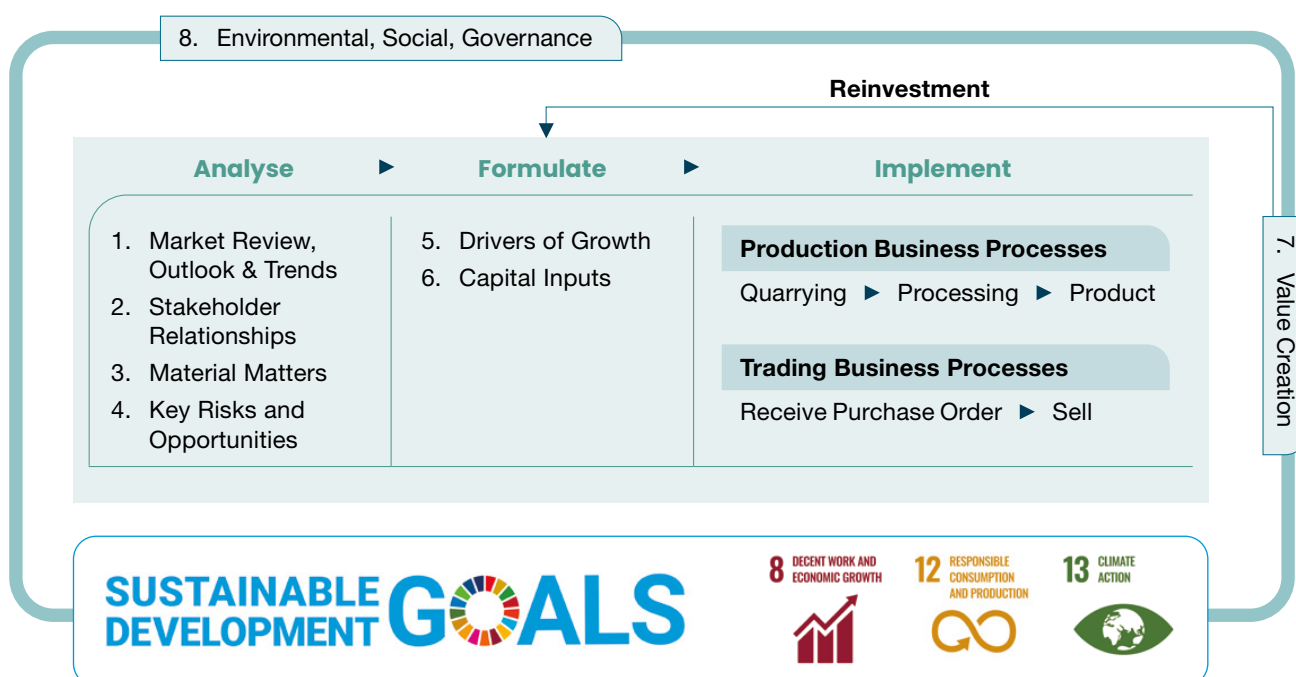 8. Environmental, Social, Governance
Reinvestment
Analyse ▶ Formulate ▶ Implement
1. Market Review,
Outlook & Trends
2. Stakeholder
Relationships
3. Material Matters
4. Key Risks and
Opportunities
5. Drivers of Growth
6. Capital Inputs
Production Business Processes
Quarrying ▶ Processing ▶ Product
Trading Business Processes
Receive Purchase Order ▶ Sell
7. Value Creation
SUSTAINABLE
DEVELOPMENT
GOALS
8 DECENT WORK AND
ECONOMIC GROWTH
12 RESPONSIBLE
CONSUMPTION
AND PRODUCTION
13 CLIMATE
ACTION